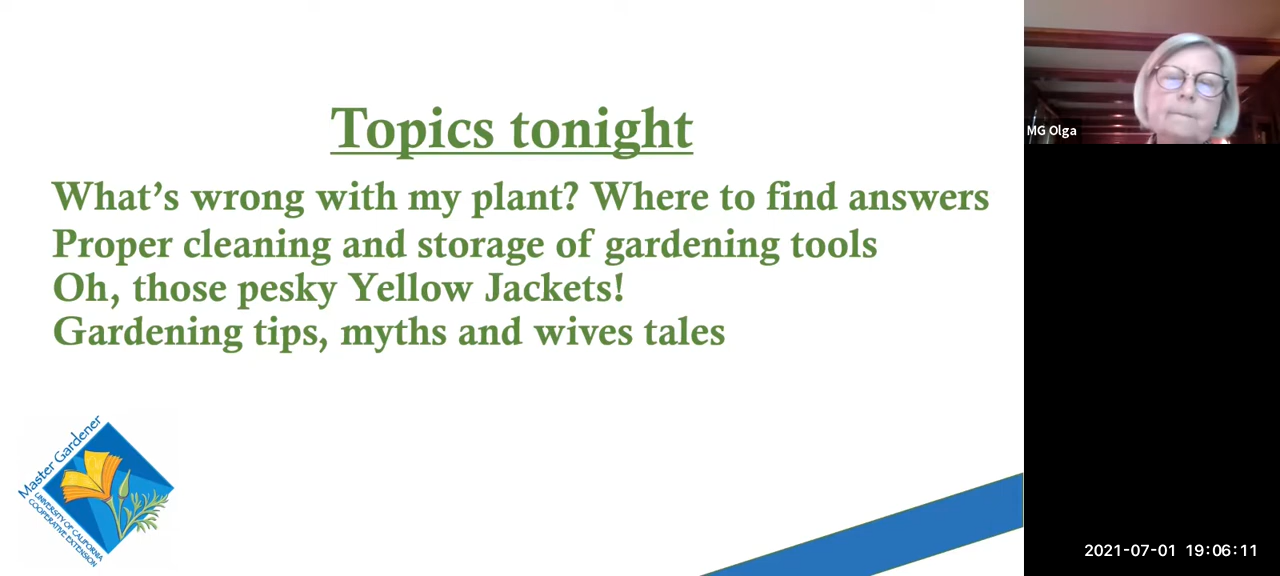 Topics tonight
What's wrong with my plant? Where to find answers
Proper cleaning and storage of gardening tools
Oh, those pesky Yellow Jackets!
Gardening tips, myths and wives tales
Master Gardener
UNIVERSITY OF CALIFORNIA
COOPERATIVE EXTENSION
MG Olga
2021-07-01 19:06:11